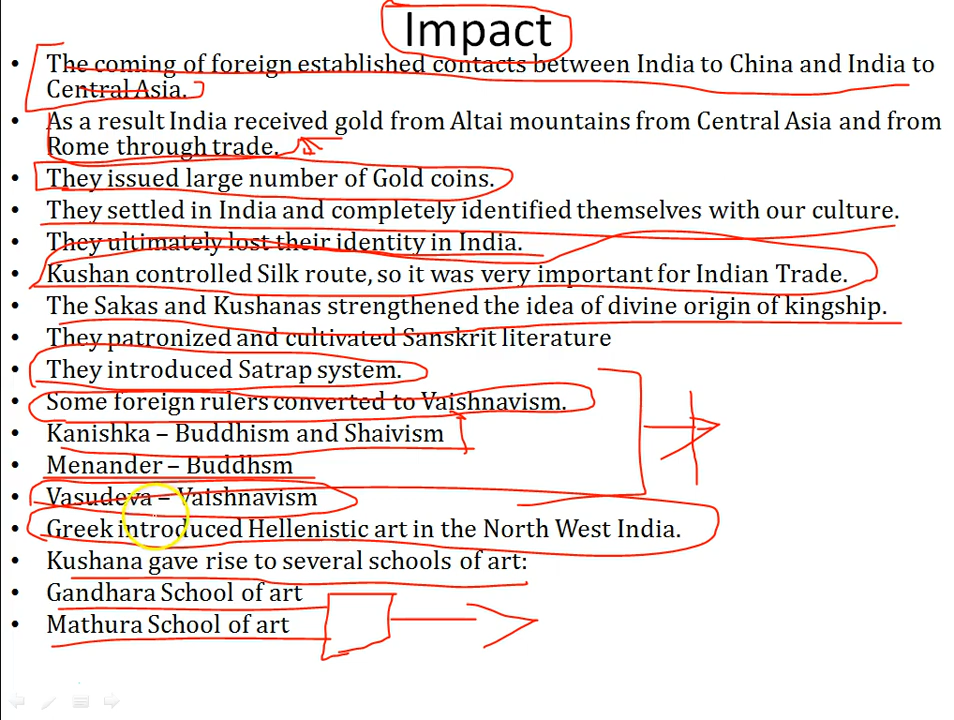 Impact
• The coming of foreign established contacts between India to China and India to
Central Asia.
• As a result India received gold from Altai mountains from Central Asia and from
Rome through trade.
• They issued large number of Gold coins.
• They settled in India and completely identified themselves with our culture.
• They ultimately lost their identity in India.
• Kushan controlled Silk route, so it was very important for Indian Trade.
• The Sakas and Kushanas strengthened the idea of divine origin of kingship.
• They patronized and cultivated Sanskrit literature
• They introduced Satrap system.
• Some foreign rulers converted to Vaishnavism.
• Kanishka – Buddhism and Shaivism
• Menander – Buddhsm
• Vasudeva – Vaishnavism
• Greek introduced Hellenistic art in the North West India.
• Kushana gave rise to several schools of art:
• Gandhara School of art
• Mathura School of art